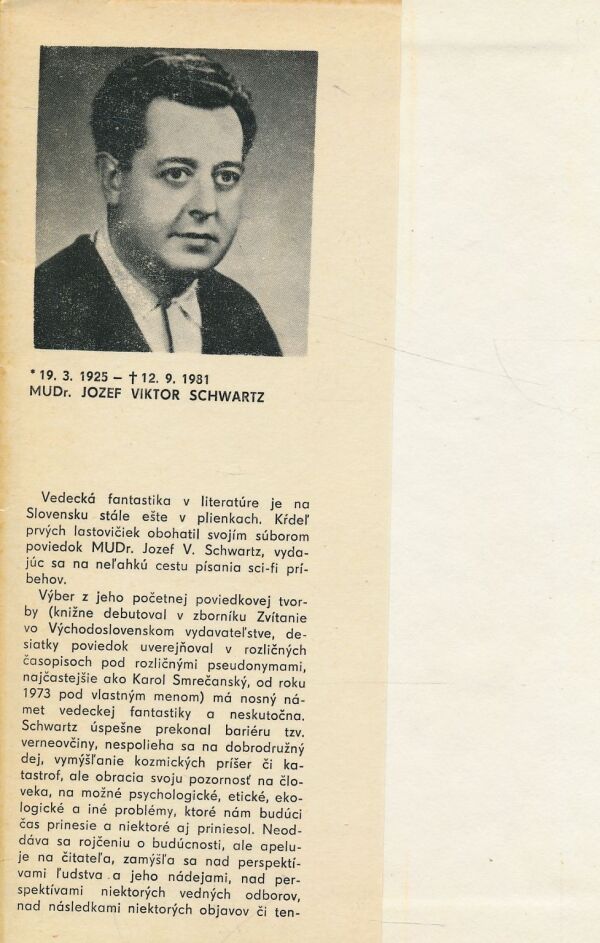 * 19. 3. 1925 – † 12. 9. 1981
MUDr. JOZEF VIKTOR SCHWARTZ
Vedecká fantastika v literatúre je na
Slovensku stále ešte v plienkach. Kŕdeľ
prvých lastovičiek obohatil svojím súborom
poviedok MUDr. Jozef V. Schwartz, vyda-
júc sa na neľahkú cestu písania sci-fi prí-
behov.
Výber z jeho početnej poviedkovej tvor-
by (knižne debutoval v zborníku Zvítanie
vo Východoslovenskom vydavateľstve, de-
siatky poviedok uverejňoval v rozličných
časopisoch pod rozličnými pseudonymami,
najčastejšie ako Karol Smrečanský, od roku
1973 pod vlastným menom) má nosný ná-
met vedeckej fantastiky a neskutočna.
Schwartz úspešne prekonal bariéru tzv.
verneovčiny, nespolieha sa na dobrodružný
dej, vymýšľanie kozmických príšer či ka-
tastrof, ale obracia svoju pozornosť na člo-
veka, na možné psychologické, etické, eko-
logické a iné problémy, ktoré nám budúci
čas prinesie a niektoré aj priniesol. Neod-
dáva sa rojčeniu o budúcnosti, ale apelu-
je na čitateľa, zamýšľa sa nad perspektí-
vami ľudstva a jeho nádejami, nad per-
spektívami niektorých vedných odborov,
nad následkami niektorých objavov či ten-